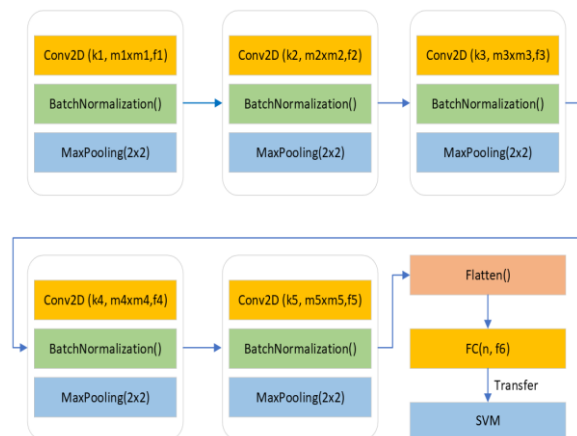 Conv2D (k1, m1xm1,f1)
BatchNormalization()
MaxPooling(2x2)
Conv2D (k2, m2xm2,f2)
BatchNormalization()
MaxPooling(2x2)
Conv2D (k3, m3xm3,f3)
BatchNormalization()
MaxPooling(2x2)
Conv2D (k4, m4xm4,f4)
BatchNormalization()
MaxPooling(2x2)
Conv2D (k5, m5xm5,f5)
BatchNormalization()
MaxPooling(2x2)
Flatten()
FC(n, f6)
Transfer
SVM